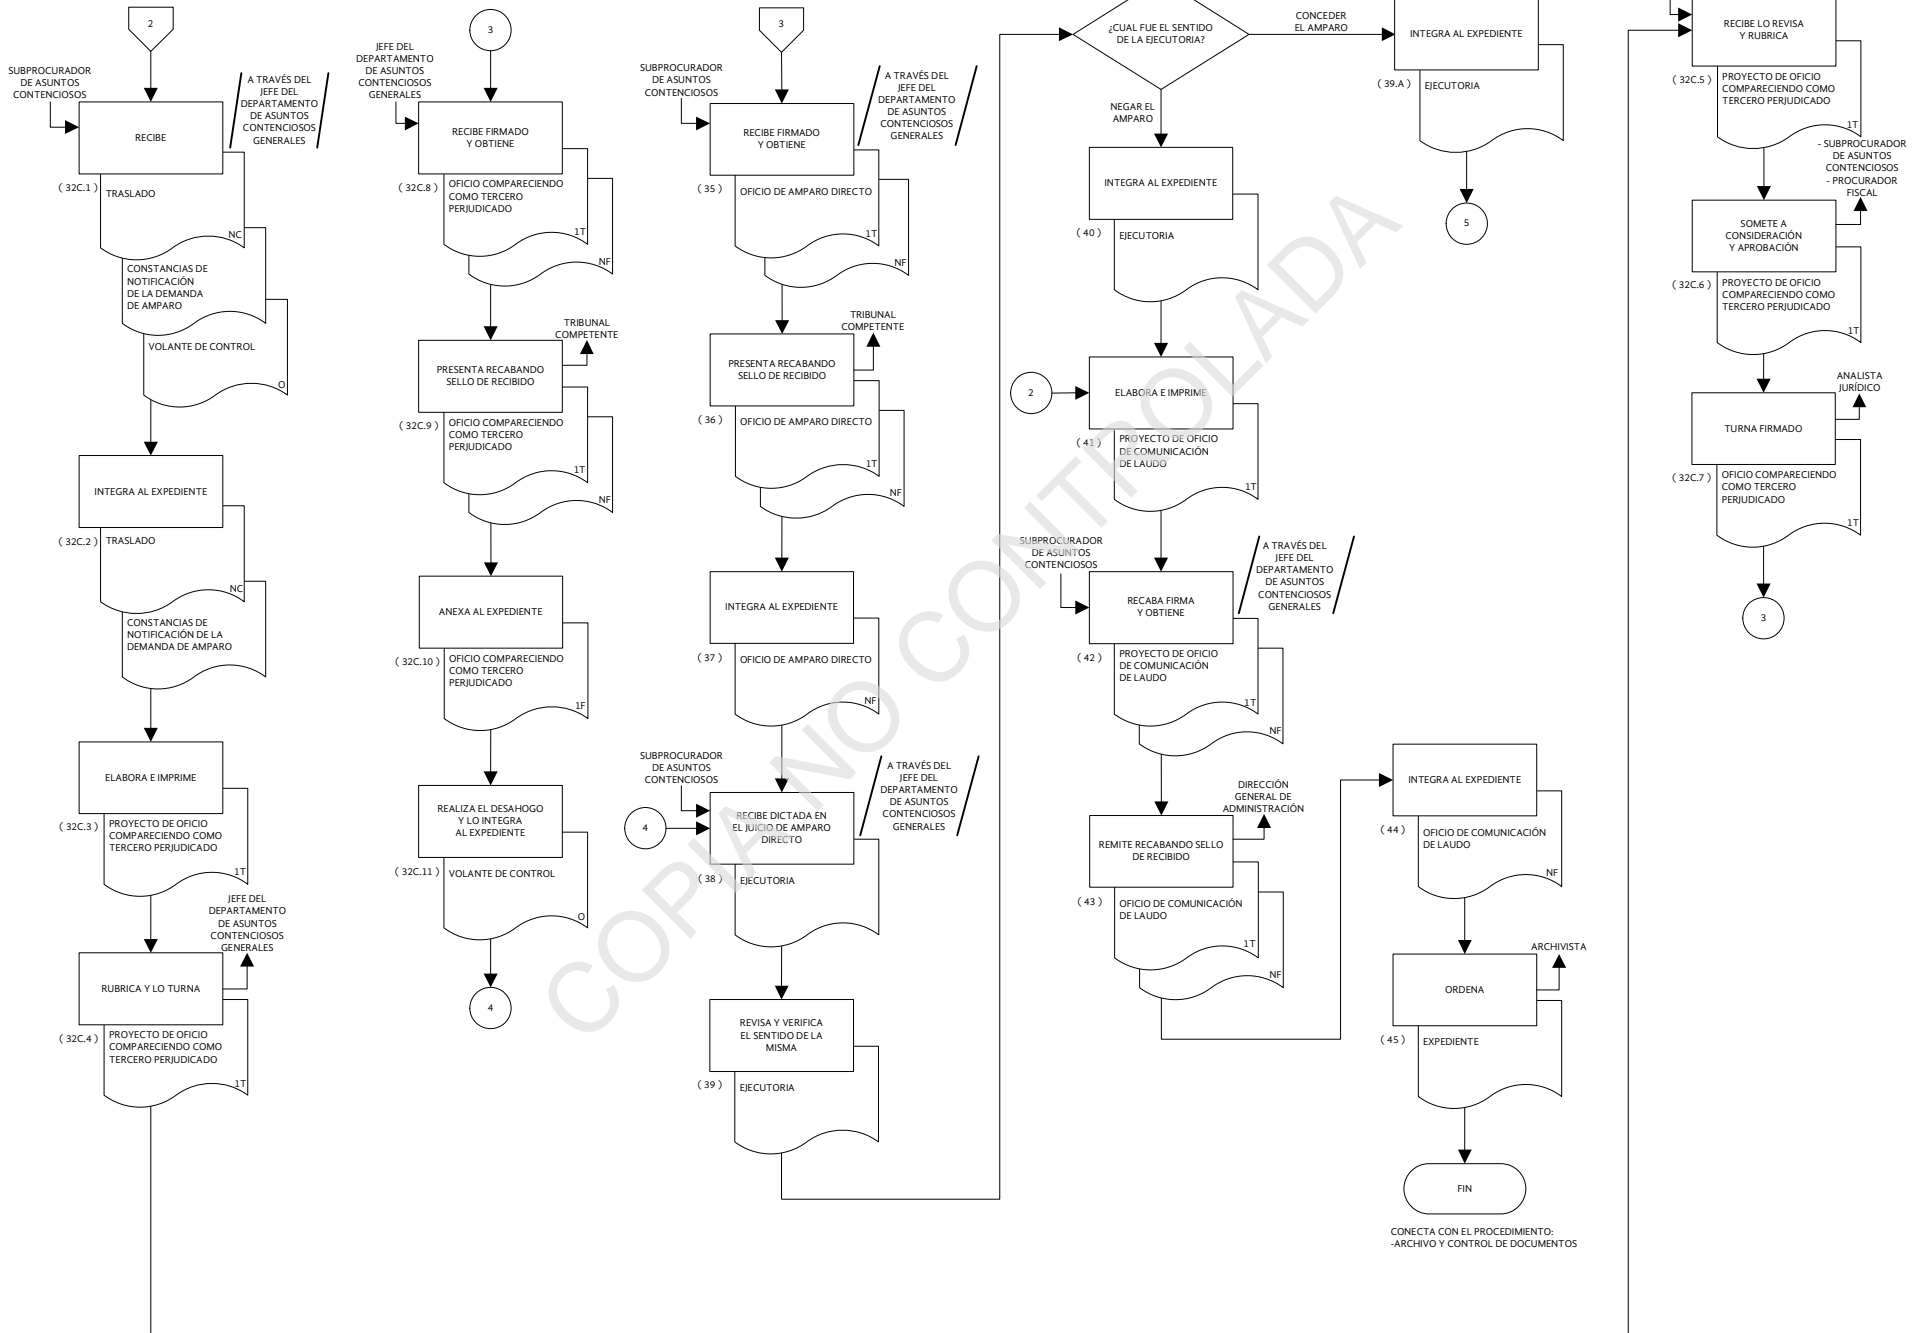 2
SUBPROCURADOR
DE ASUNTOS
CONTENCIOSOS
A TRAVÉS DEL
JEFE DEL
DEPARTAMENTO
DE ASUNTOS
CONTENCIOSOS
GENERALES
RECIBE
( 32C.1 )
TRASLADO
NC
CONSTANCIAS DE
NOTIFICACIÓN
DE LA DEMANDA
DE AMPARO
VOLANTE DE CONTROL
O
INTEGRA AL EXPEDIENTE
( 32C.2 )
TRASLADO
NC
CONSTANCIAS DE
NOTIFICACIÓN DE LA
DEMANDA DE AMPARO
ELABORA E IMPRIME
( 32C.3 )
PROYECTO DE OFICIO
COMPARECIENDO COMO
TERCERO PERJUDICADO
1T
JEFE DEL
DEPARTAMENTO
DE ASUNTOS
CONTENCIOSOS
GENERALES
RUBRICA Y LO TURNA
( 32C.4 )
PROYECTO DE OFICIO
COMPARECIENDO COMO
TERCERO PERJUDICADO
1T
3
JEFE DEL
DEPARTAMENTO
DE ASUNTOS
CONTENCIOSOS
GENERALES
RECIBE FIRMADO
Y OBTIENE
( 32C.8 )
OFICIO COMPARECIENDO
COMO TERCERO
PERJUDICADO
1T
NF
TRIBUNAL
COMPETENTE
PRESENTA RECABANDO
SELLO DE RECIBIDO
( 32C.9 )
OFICIO COMPARECIENDO
COMO TERCERO
PERJUDICADO
1T
NF
ANEXA AL EXPEDIENTE
( 32C.10 )
OFICIO COMPARECIENDO
COMO TERCERO
PERJUDICADO
1F
REALIZA EL DESAHOGO
Y LO INTEGRA
AL EXPEDIENTE
( 32C.11 )
VOLANTE DE CONTROL
O
4
3
SUBPROCURADOR
DE ASUNTOS
CONTENCIOSOS
A TRAVÉS DEL
JEFE DEL
DEPARTAMENTO
DE ASUNTOS
CONTENCIOSOS
GENERALES
RECIBE FIRMADO
Y OBTIENE
( 35 )
OFICIO DE AMPARO DIRECTO
1T
NF
TRIBUNAL
COMPETENTE
PRESENTA RECABANDO
SELLO DE RECIBIDO
( 36 )
OFICIO DE AMPARO DIRECTO
1T
NF
INTEGRA AL EXPEDIENTE
( 37 )
OFICIO DE AMPARO DIRECTO
NF
SUBPROCURADOR
DE ASUNTOS
CONTENCIOSOS
A TRAVÉS DEL
JEFE DEL
DEPARTAMENTO
DE ASUNTOS
CONTENCIOSOS
GENERALES
4
RECIBE DICTADA EN
EL JUICIO DE AMPARO
DIRECTO
( 38 )
EJECUTORIA
REVISA Y VERIFICA
EL SENTIDO DE LA
MISMA
( 39 )
EJECUTORIA
¿CUAL FUE EL SENTIDO
DE LA EJECUTORIA?
CONCEDER
EL AMPARO
NEGAR EL
AMPARO
INTEGRA AL EXPEDIENTE
( 40 )
EJECUTORIA
2
ELABORA E IMPRIME
( 41 )
PROYECTO DE OFICIO
DE COMUNICACIÓN
DE LAUDO
1T
SUBPROCURADOR
DE ASUNTOS
CONTENCIOSOS
A TRAVÉS DEL
JEFE DEL
DEPARTAMENTO
DE ASUNTOS
CONTENCIOSOS
GENERALES
RECABA FIRMA
Y OBTIENE
( 42 )
PROYECTO DE OFICIO
DE COMUNICACIÓN
DE LAUDO
1T
NF
DIRECCIÓN
GENERAL DE
ADMINISTRACIÓN
REMITE RECABANDO SELLO
DE RECIBIDO
( 43 )
OFICIO DE COMUNICACIÓN
DE LAUDO
1T
NF
INTEGRA AL EXPEDIENTE
( 39.A )
EJECUTORIA
5
INTEGRA AL EXPEDIENTE
( 44 )
OFICIO DE COMUNICACIÓN
DE LAUDO
NF
ARCHIVISTA
ORDENA
( 45 )
EXPEDIENTE
FIN
CONECTA CON EL PROCEDIMIENTO:
-ARCHIVO Y CONTROL DE DOCUMENTOS
RECIBE LO REVISA
Y RUBRICA
( 32C.5 )
PROYECTO DE OFICIO
COMPARECIENDO COMO
TERCERO PERJUDICADO
1T
- SUBPROCURADOR
DE ASUNTOS
CONTENCIOSOS
- PROCURADOR
FISCAL
SOMETE A
CONSIDERACIÓN
Y APROBACIÓN
( 32C.6 )
PROYECTO DE OFICIO
COMPARECIENDO COMO
TERCERO PERJUDICADO
1T
ANALISTA
JURÍDICO
TURNA FIRMADO
( 32C.7 )
OFICIO COMPARECIENDO
COMO TERCERO
PERJUDICADO
1T
3
COPIA NO CONTROLADA